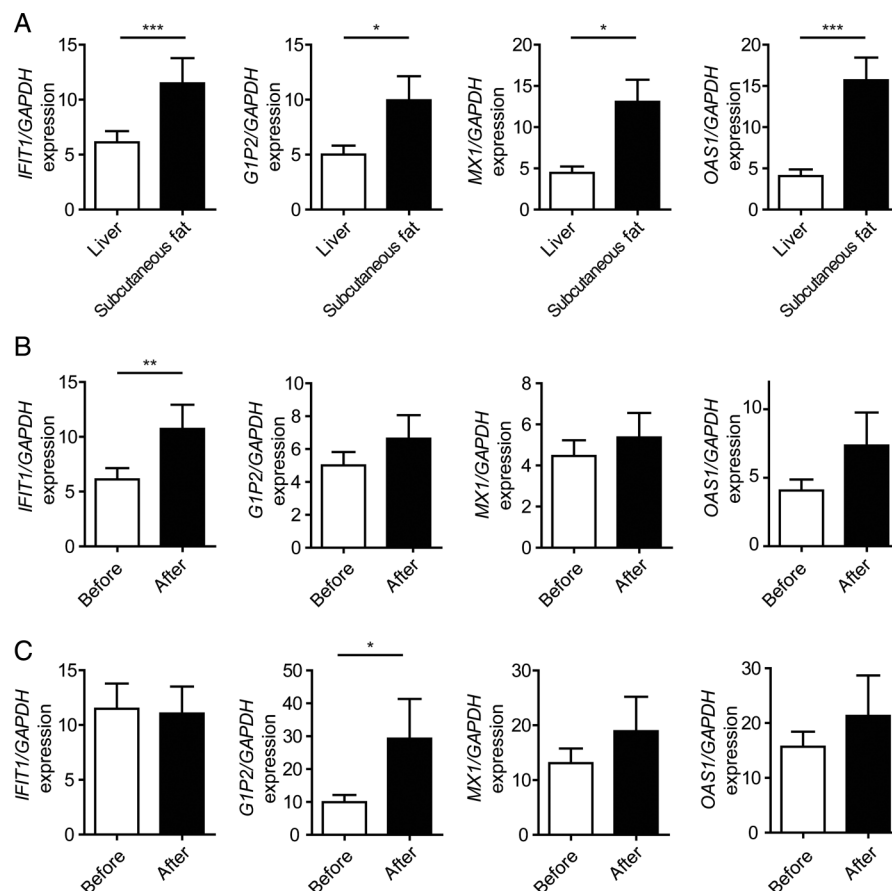 A
***
*
*
***
IFIT1/GAPDH
expression
15
10
5
0
Liver
Subcutaneous fat
G1P2/GAPDH
expression
15
10
5
0
Liver
Subcutaneous fat
MX1/GAPDH
expression
20
15
10
5
0
Liver
Subcutaneous fat
OAS1/GAPDH
expression
20
15
10
5
0
Liver
Subcutaneous fat
B
**
IFIT1/GAPDH
expression
15
10
5
0
Before
After
G1P2/GAPDH
expression
10
8
6
4
2
0
Before
After
MX1/GAPDH
expression
8
6
4
2
0
Before
After
OAS1/GAPDH
expression
10
5
0
Before
After
C
*
IFIT1/GAPDH
expression
15
10
5
0
Before
After
G1P2/GAPDH
expression
50
40
30
20
10
0
Before
After
MX1/GAPDH
expression
30
20
10
0
Before
After
OAS1/GAPDH
expression
30
20
10
0
Before
After